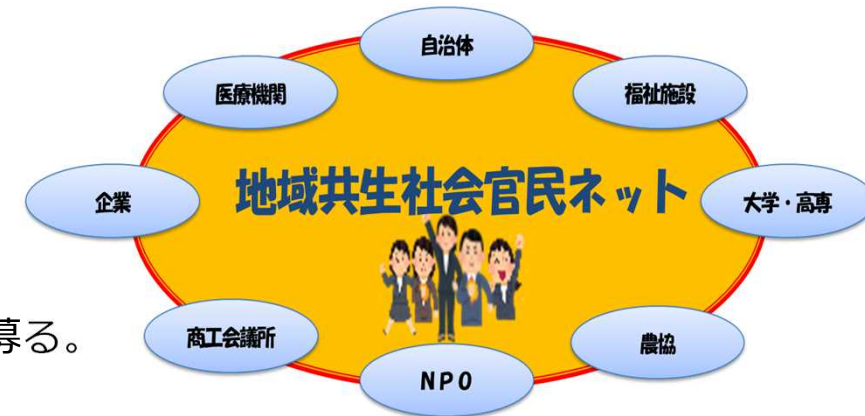 自治体
医療機関
福祉施設
地域共生社会官民ネット
企業
大学・高専
募る。
商工会議所
農協
NPO